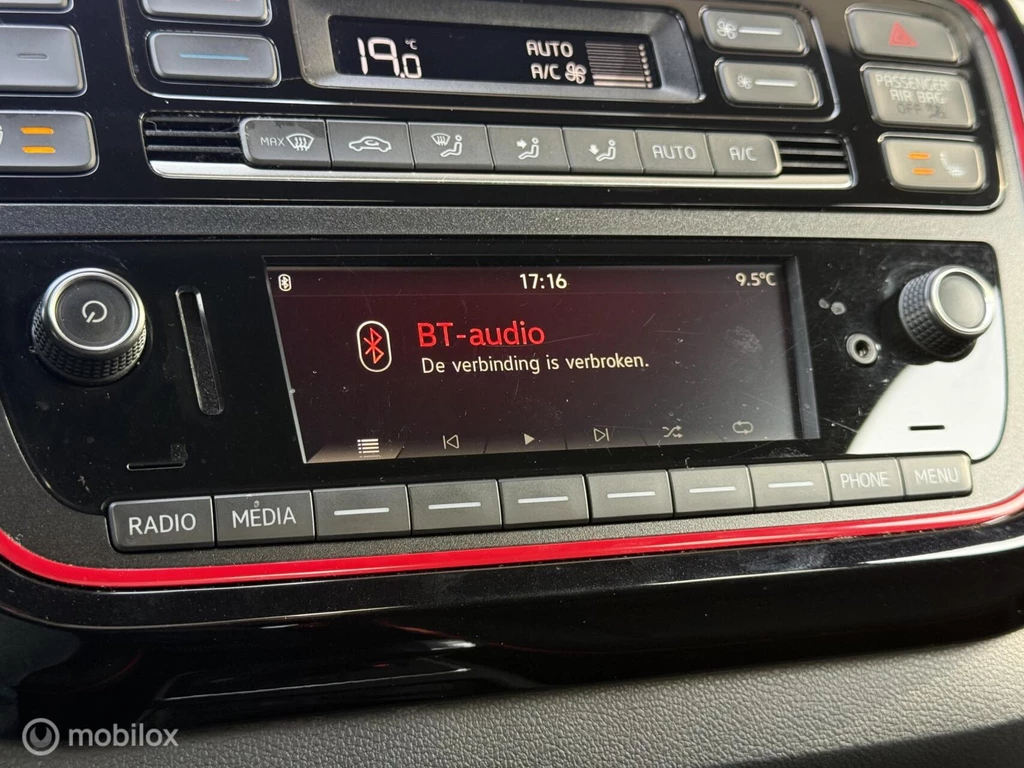 19.0 °C
AUTO
A/C
PASSENGER
AIR BAG
OFF
MAX
AUTO
A/C
17:16
9.5°C
BT-audio
De verbinding is verbroken.
RADIO
MEDIA
PHONE
MENU
mobilox